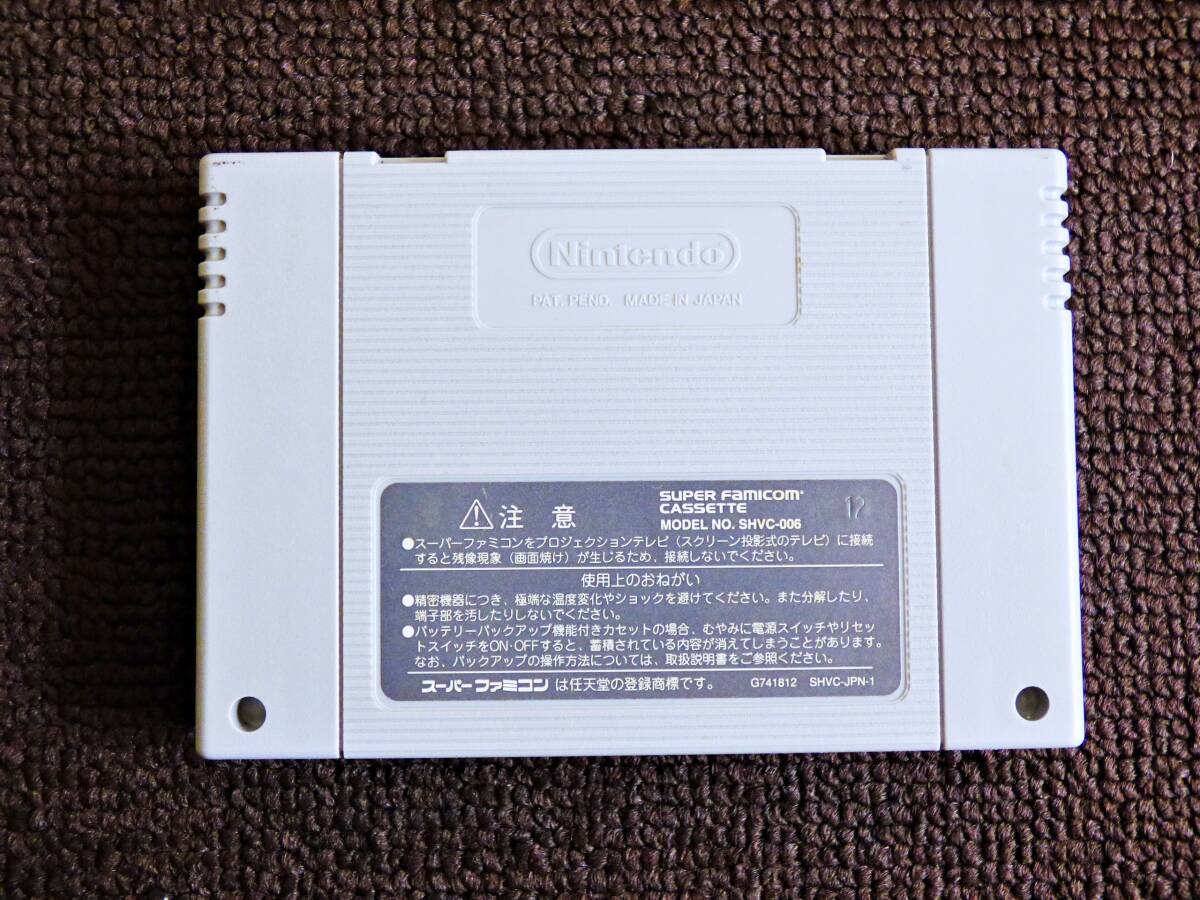 Nintendo
PAT. PEND. MADE IN JAPAN
注意
SUPER FAMICOM
CASSETTE
MODEL NO. SHVC-006
12
●スーパーファミコンをプロジェクションテレビ（スクリーン投影式のテレビ）に接続
すると残像現象（画面焼け）が生じるため、接続しないでください。
使用上のおねがい
●精密機器につき、極端な温度変化やショックを避けてください。また分解したり、
端子部を汚したりしないでください。
●バッテリーバックアップ機能付きカセットの場合、むやみに電源スイッチやリセッ
トスイッチをON・OFFすると、蓄積されている内容が消えてしまうことがあります。
なお、バックアップの操作方法については、取扱説明書をご参照ください。
スーパーファミコンは任天堂の登録商標です。
G741812 SHVC-JPN-1